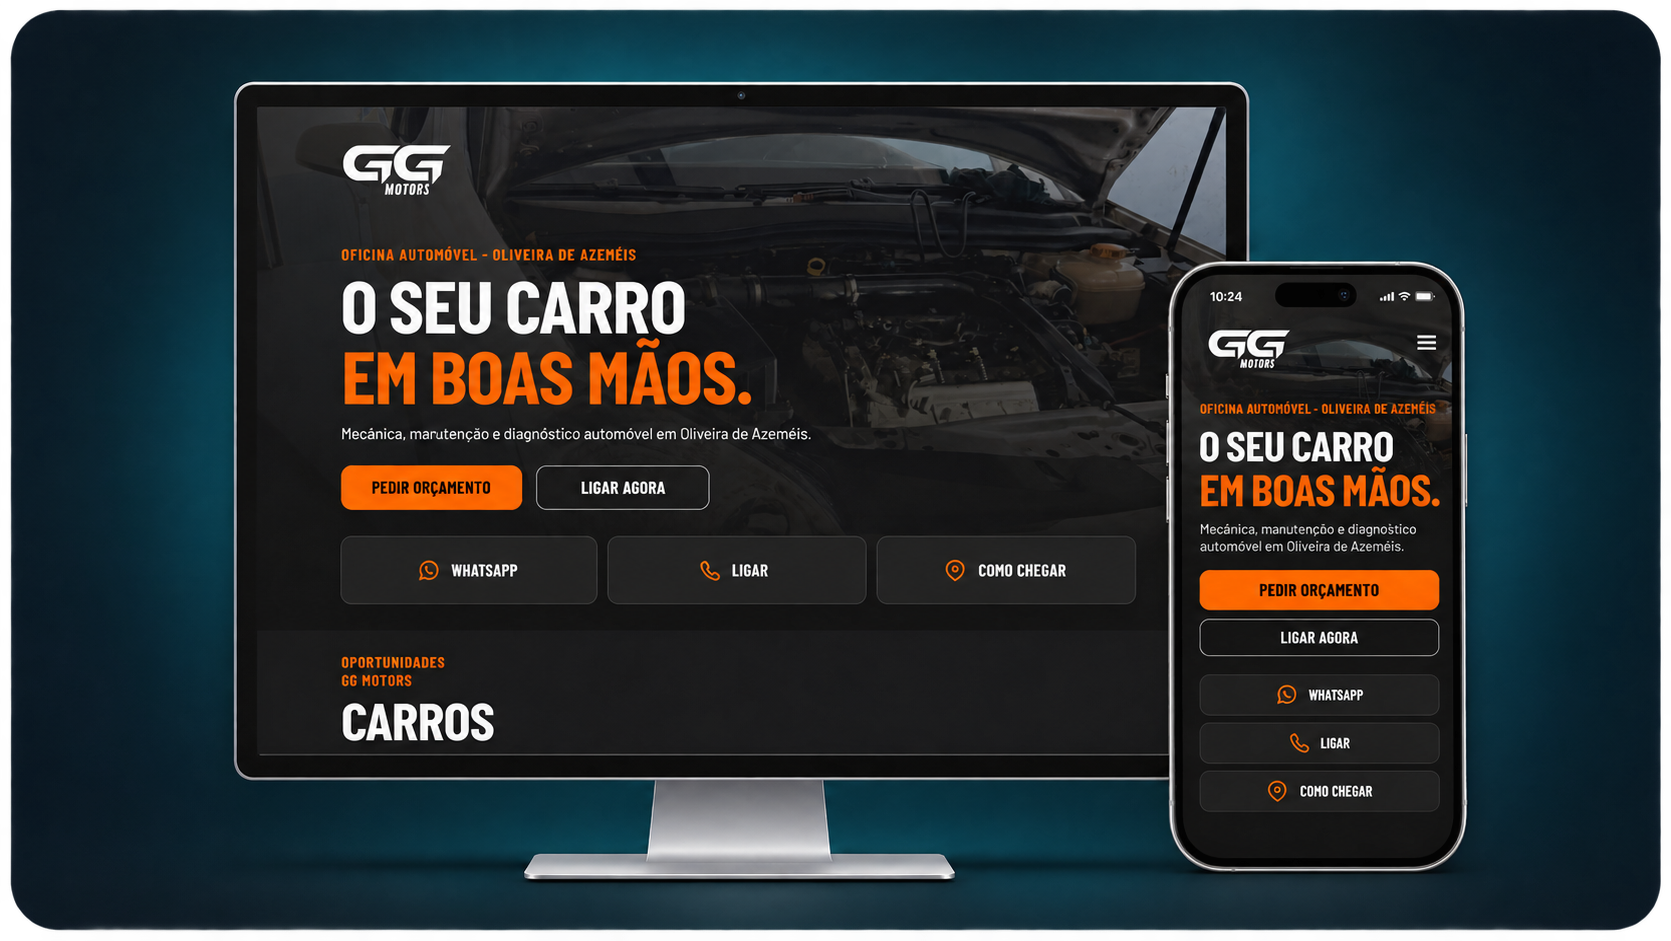 GG
MOTORS
OFICINA AUTOMÓVEL - OLIVEIRA DE AZEMÉIS
O SEU CARRO
EM BOAS MÃOS.
Mecánica, marutenção e diagnóstico automóvel em Oliveira de Azeméis.
PEDIR ORÇAMENTO
LIGAR AGORA
WHATSAPP
LIGAR
COMO CHEGAR
OPORTUNIDADES
GG MOTORS
CARROS
10:24
GG
MOTORS
OFICINA AUTOMÓVEL - OLIVEIRA DE AZEMÉIS
O SEU CARRO
EM BOAS MÃOS.
Mecánica, manutenção e diagnostico
automóvel em Oliveira de Azeméis.
PEDIR ORÇAMENTO
LIGAR AGORA
WHATSAPP
LIGAR
COMO CHEGAR